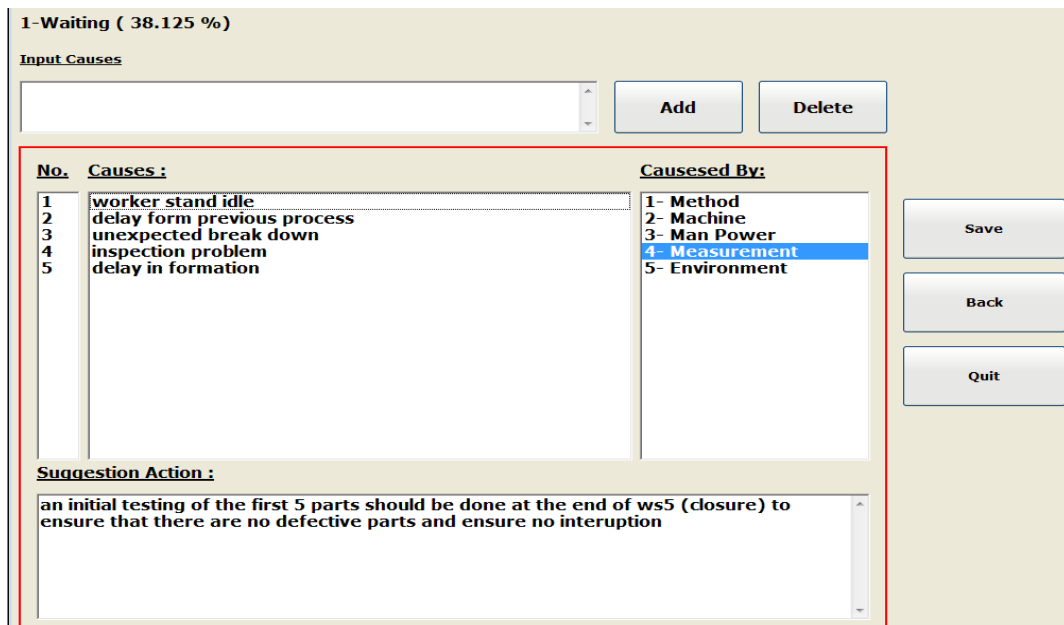 1-Waiting ( 38.125 %)
Input Causes
Add
Delete
No.
Causes :
Causesed By:
1
worker stand idle
1- Method
2
delay form previous process
2- Machine
3
unexpected break down
3- Man Power
4
inspection problem
4- Measurement
5
delay in formation
5- Environment
Save
Back
Quit
Suggestion Action :
an initial testing of the first 5 parts should be done at the end of ws5 (closure) to
ensure that there are no defective parts and ensure no interuption